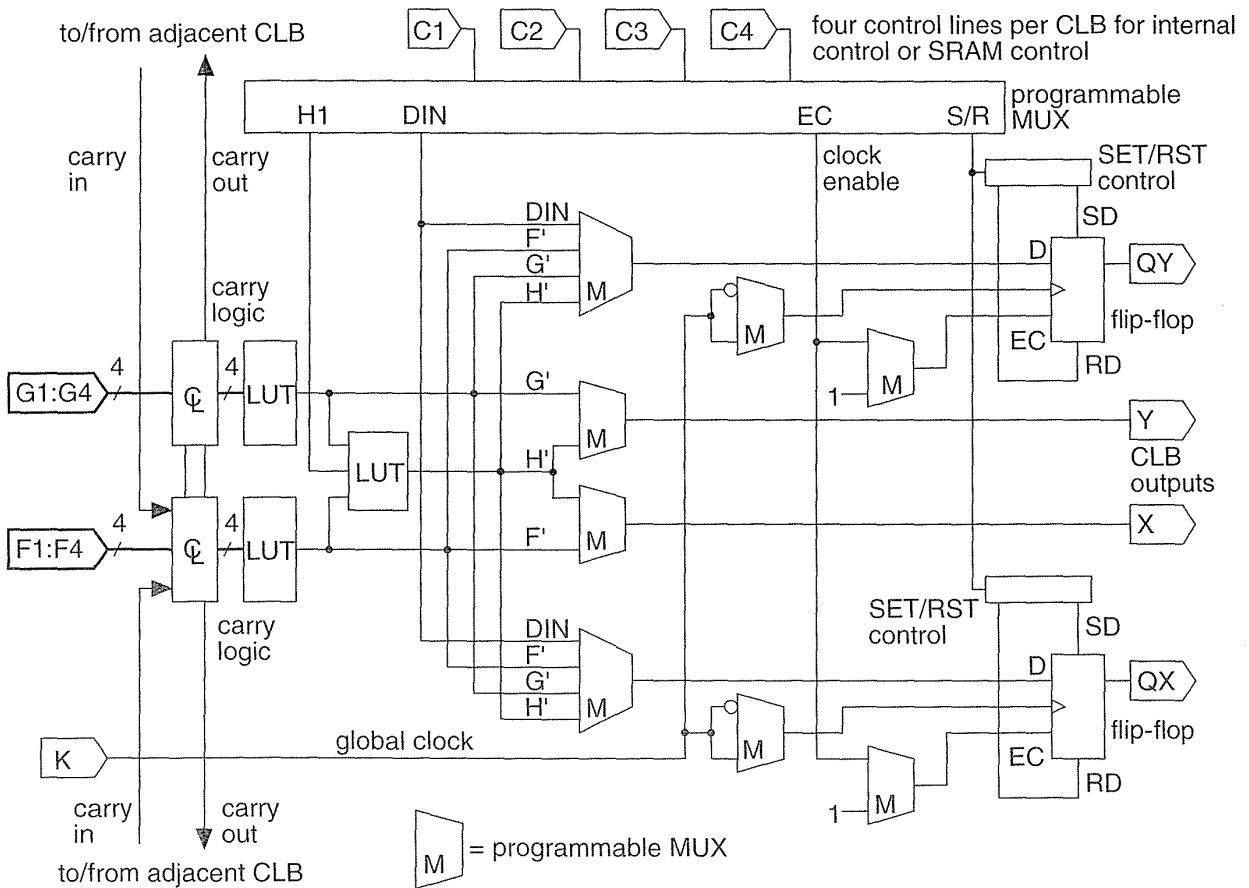 to/from adjacent CLB
C1
C2
C3
C4
four control lines per CLB for internal
control or SRAM control
H1
DIN
EC
S/R
programmable
MUX
carry
in
carry
out
clock
enable
SET/RST
control
SD
DIN
F'
G'
H'
M
D
QY
carry
logic
M
EC
flip-flop
RD
4
4
G1:G4
CL
LUT
G'
M
1
M
Y
LUT
H'
CLB
outputs
4
4
F1:F4
CL
LUT
F'
M
X
carry
logic
SET/RST
control
SD
DIN
F'
G'
H'
M
D
QX
K
global clock
M
EC
flip-flop
RD
1
M
carry
in
carry
out
to/from adjacent CLB
M
= programmable MUX